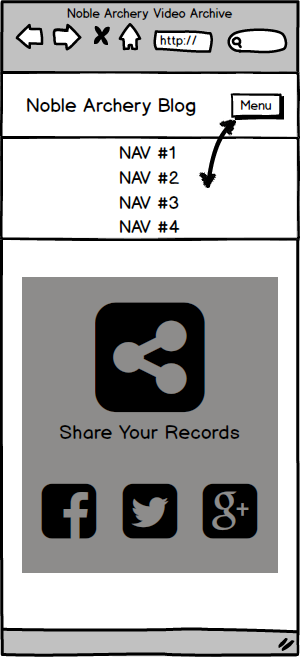 Noble Archery Video Archive
http://
Noble Archery Blog
Menu
NAV #1
NAV #2
NAV #3
NAV #4
Share Your Records
f
g+